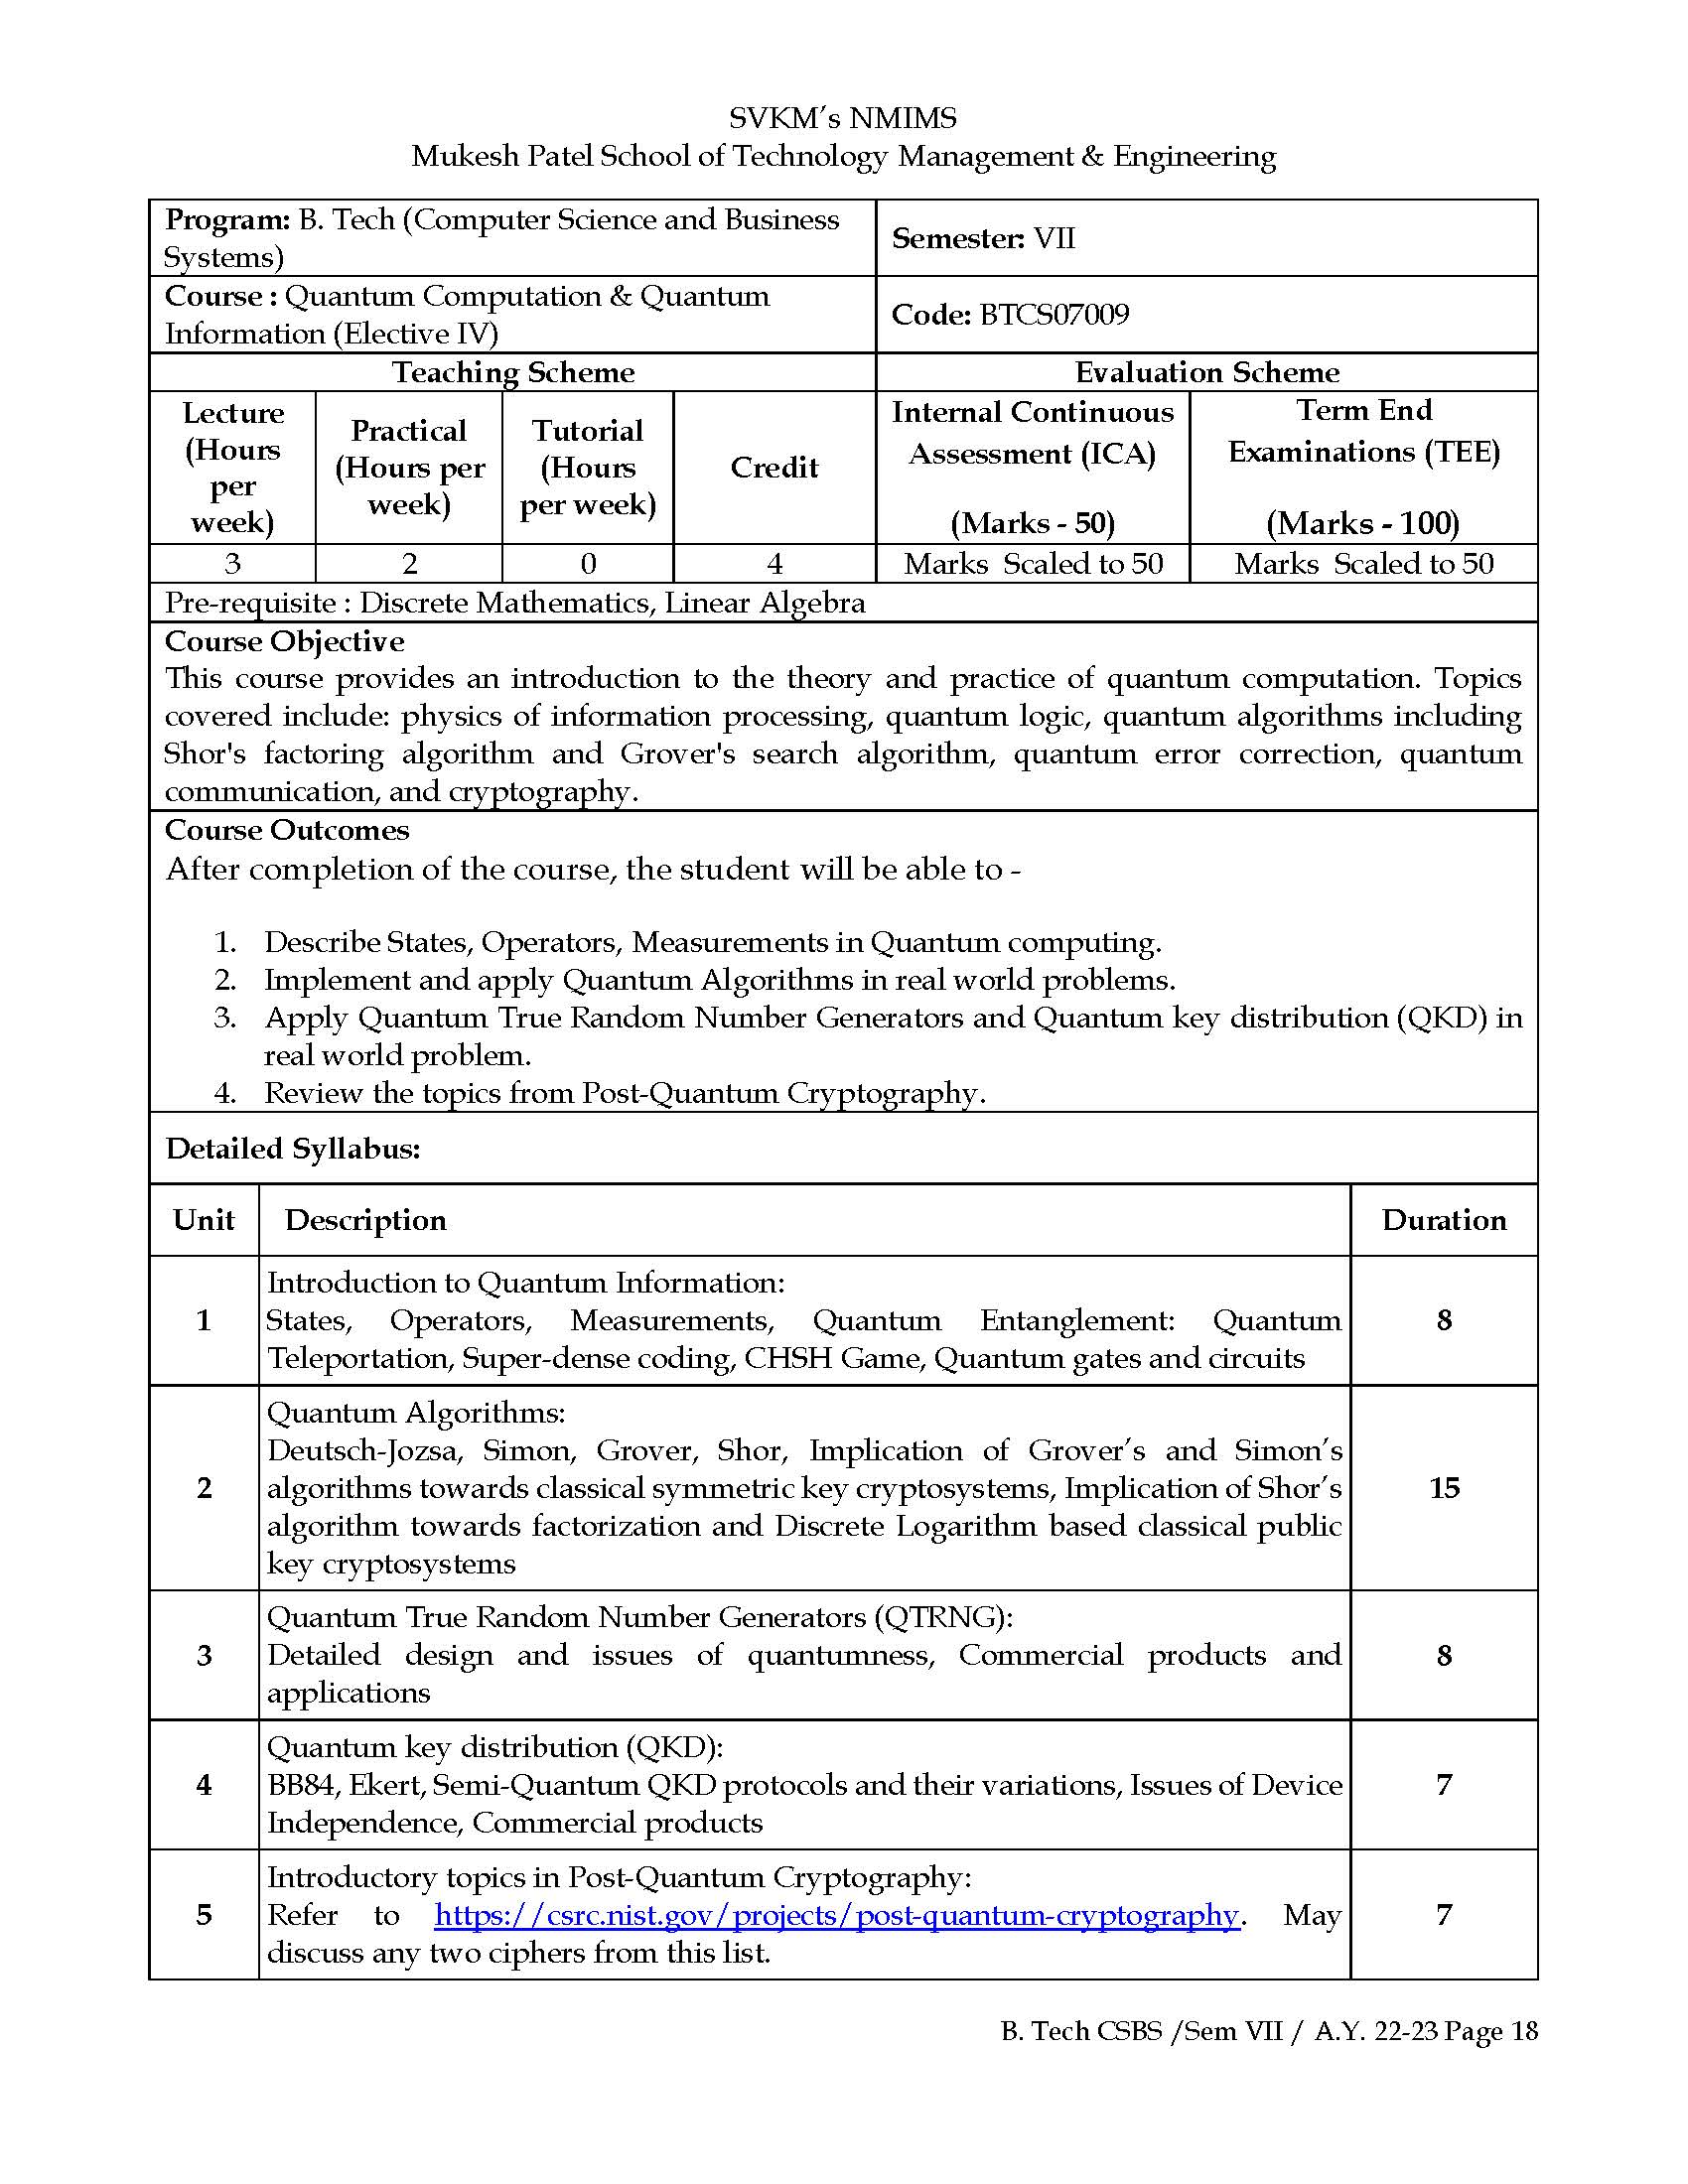 SVKM's NMIMS
Mukesh Patel School of Technology Management & Engineering
Program: B. Tech (Computer Science and Business
Systems)
Semester: VII
Course : Quantum Computation & Quantum
Information (Elective IV)
Code: BTCS07009
Teaching Scheme
Evaluation Scheme
Lecture
(Hours
per
week)
Practical
(Hours per
week)
Tutorial
(Hours
per week)
Credit
Internal Continuous
Assessment (ICA)
(Marks - 50)
Term End
Examinations (TEE)
(Marks - 100)
3
2
0
4
Marks Scaled to 50
Marks Scaled to 50
Pre-requisite : Discrete Mathematics, Linear Algebra
Course Objective
This course provides an introduction to the theory and practice of quantum computation. Topics
covered include: physics of information processing, quantum logic, quantum algorithms including
Shor's factoring algorithm and Grover's search algorithm, quantum error correction, quantum
communication, and cryptography.
Course Outcomes
After completion of the course, the student will be able to -
1. Describe States, Operators, Measurements in Quantum computing.
2. Implement and apply Quantum Algorithms in real world problems.
3. Apply Quantum True Random Number Generators and Quantum key distribution (QKD) in
real world problem.
4. Review the topics from Post-Quantum Cryptography.
Detailed Syllabus:
Unit
Description
Duration
1
Introduction to Quantum Information:
States, Operators, Measurements, Quantum Entanglement: Quantum
Teleportation, Super-dense coding, CHSH Game, Quantum gates and circuits
8
2
Quantum Algorithms:
Deutsch-Jozsa, Simon, Grover, Shor, Implication of Grover's and Simon's
algorithms towards classical symmetric key cryptosystems, Implication of Shor's
algorithm towards factorization and Discrete Logarithm based classical public
key cryptosystems
15
3
Quantum True Random Number Generators (QTRNG):
Detailed design and issues of quantumness, Commercial products and
applications
8
4
Quantum key distribution (QKD):
BB84, Ekert, Semi-Quantum QKD protocols and their variations, Issues of Device
Independence, Commercial products
7
5
Introductory topics in Post-Quantum Cryptography:
Refer to https://csrc.nist.gov/projects/post-quantum-cryptography. May
discuss any two ciphers from this list.
7
B. Tech CSBS /Sem VII / A.Y. 22-23 Page 18